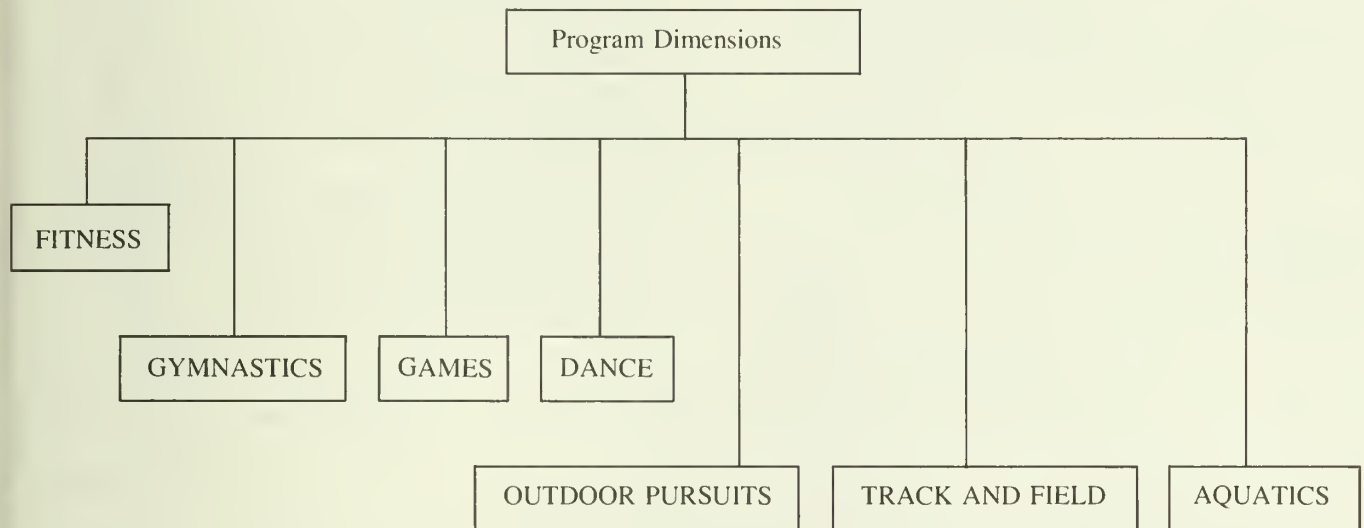 Program Dimensions
FITNESS
GYMNASTICS
GAMES
DANCE
OUTDOOR PURSUITS
TRACK AND FIELD
AQUATICS